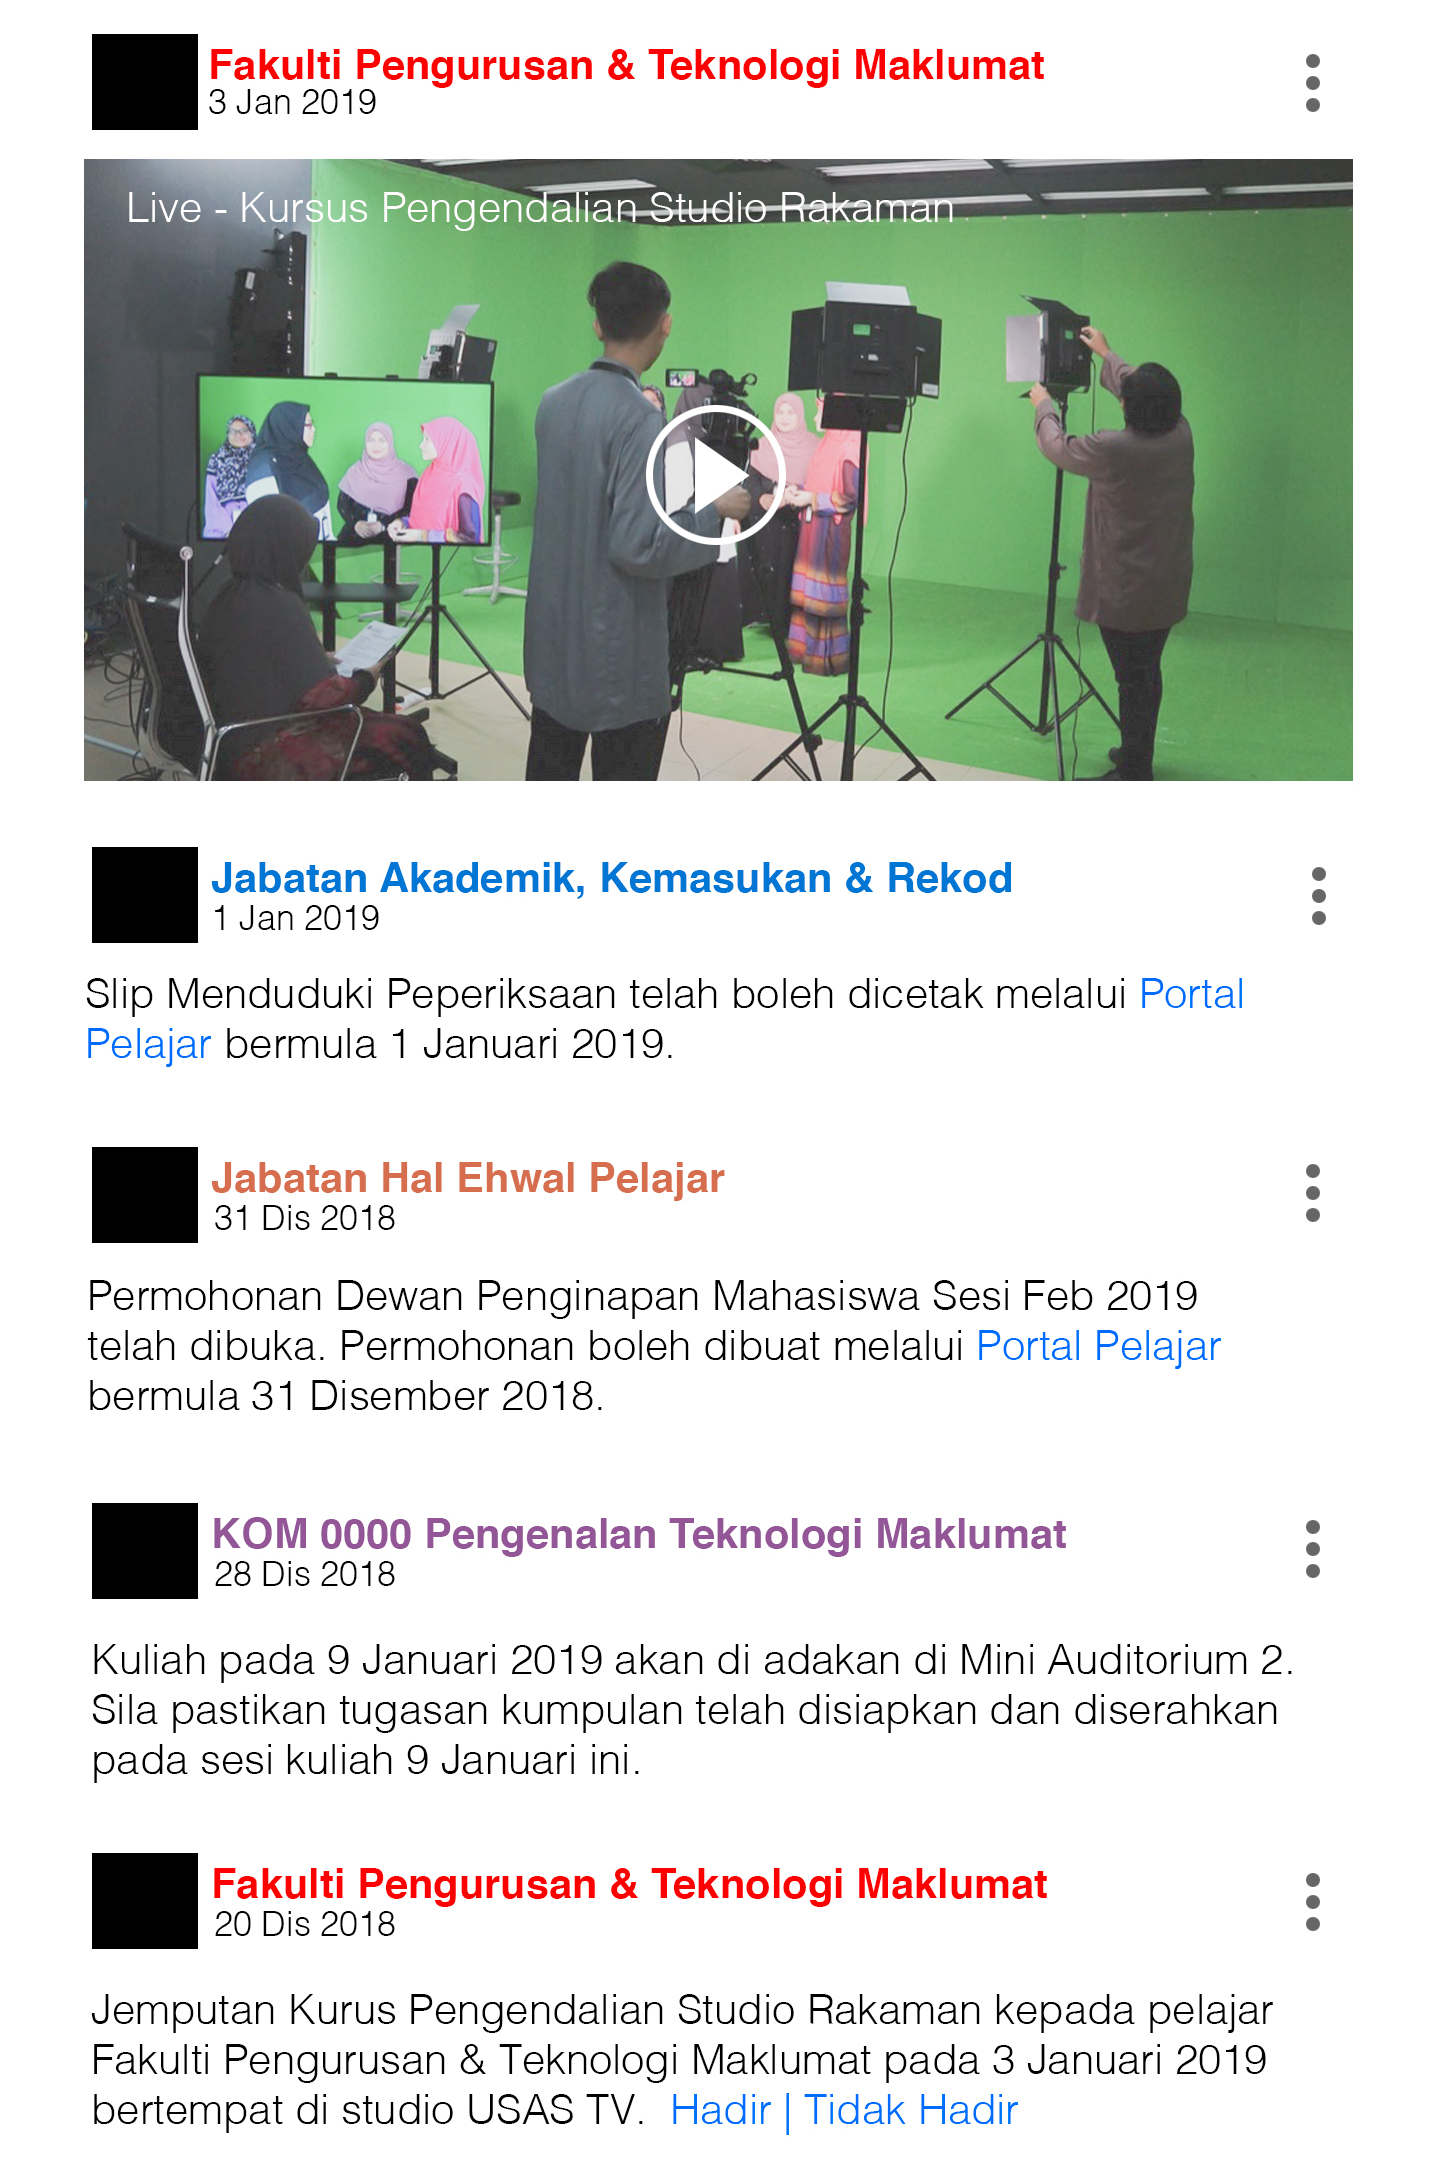 Fakulti Pengurusan & Teknologi Maklumat
3 Jan 2019
Live - Kursus Pengendalian Studio Rakaman
Jabatan Akademik, Kemasukan & Rekod
1 Jan 2019
Slip Menduduki Peperiksaan telah boleh dicetak melalui Portal
Pelajar bermula 1 Januari 2019.
Jabatan Hal Ehwal Pelajar
31 Dis 2018
Permohonan Dewan Penginapan Mahasiswa Sesi Feb 2019
telah dibuka. Permohonan boleh dibuat melalui Portal Pelajar
bermula 31 Disember 2018.
KOM 0000 Pengenalan Teknologi Maklumat
28 Dis 2018
Kuliah pada 9 Januari 2019 akan di adakan di Mini Auditorium 2.
Sila pastikan tugasan kumpulan telah disiapkan dan diserahkan
pada sesi kuliah 9 Januari ini.
Fakulti Pengurusan & Teknologi Maklumat
20 Dis 2018
Jemputan Kurus Pengendalian Studio Rakaman kepada pelajar
Fakulti Pengurusan & Teknologi Maklumat pada 3 Januari 2019
bertempat di studio USAS TV.  Hadir | Tidak Hadir